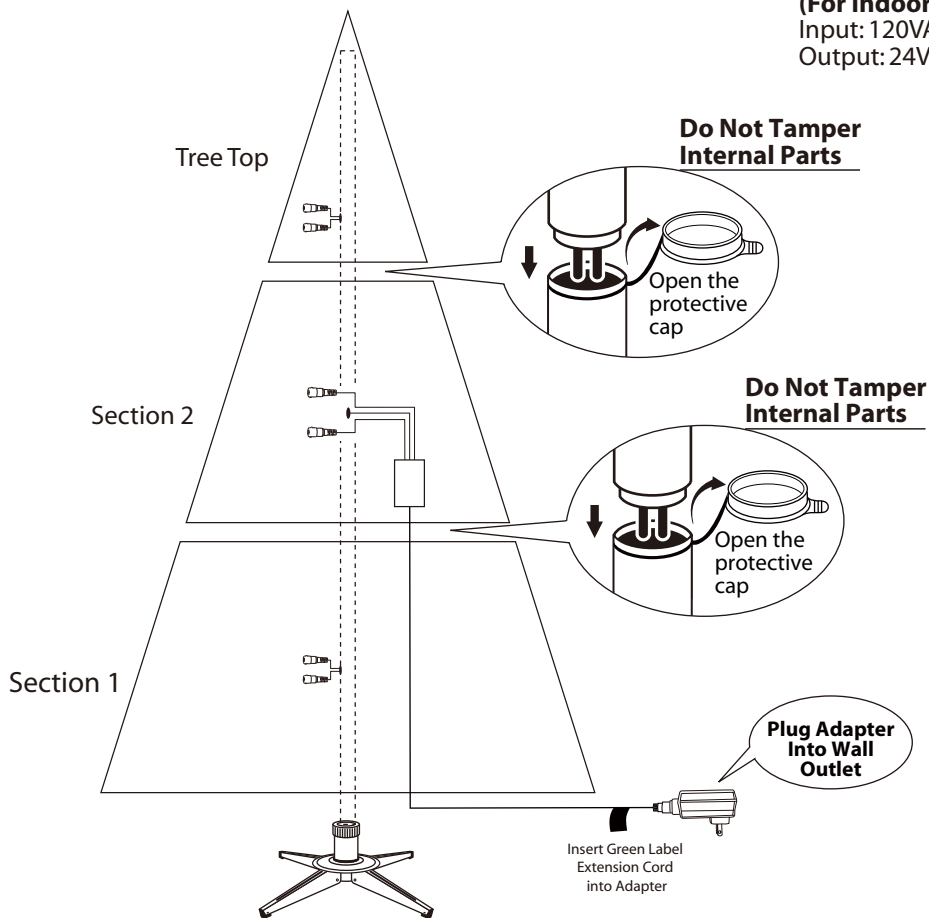 (For Indoor
Input: 120VA
Output: 24V
Do Not Tamper
Internal Parts
Tree Top
Open the
protective
cap
Do Not Tamper
Internal Parts
Section 2
Open the
protective
cap
Section 1
Plug Adapter
Into Wall
Outlet
Insert Green Label
Extension Cord
into Adapter